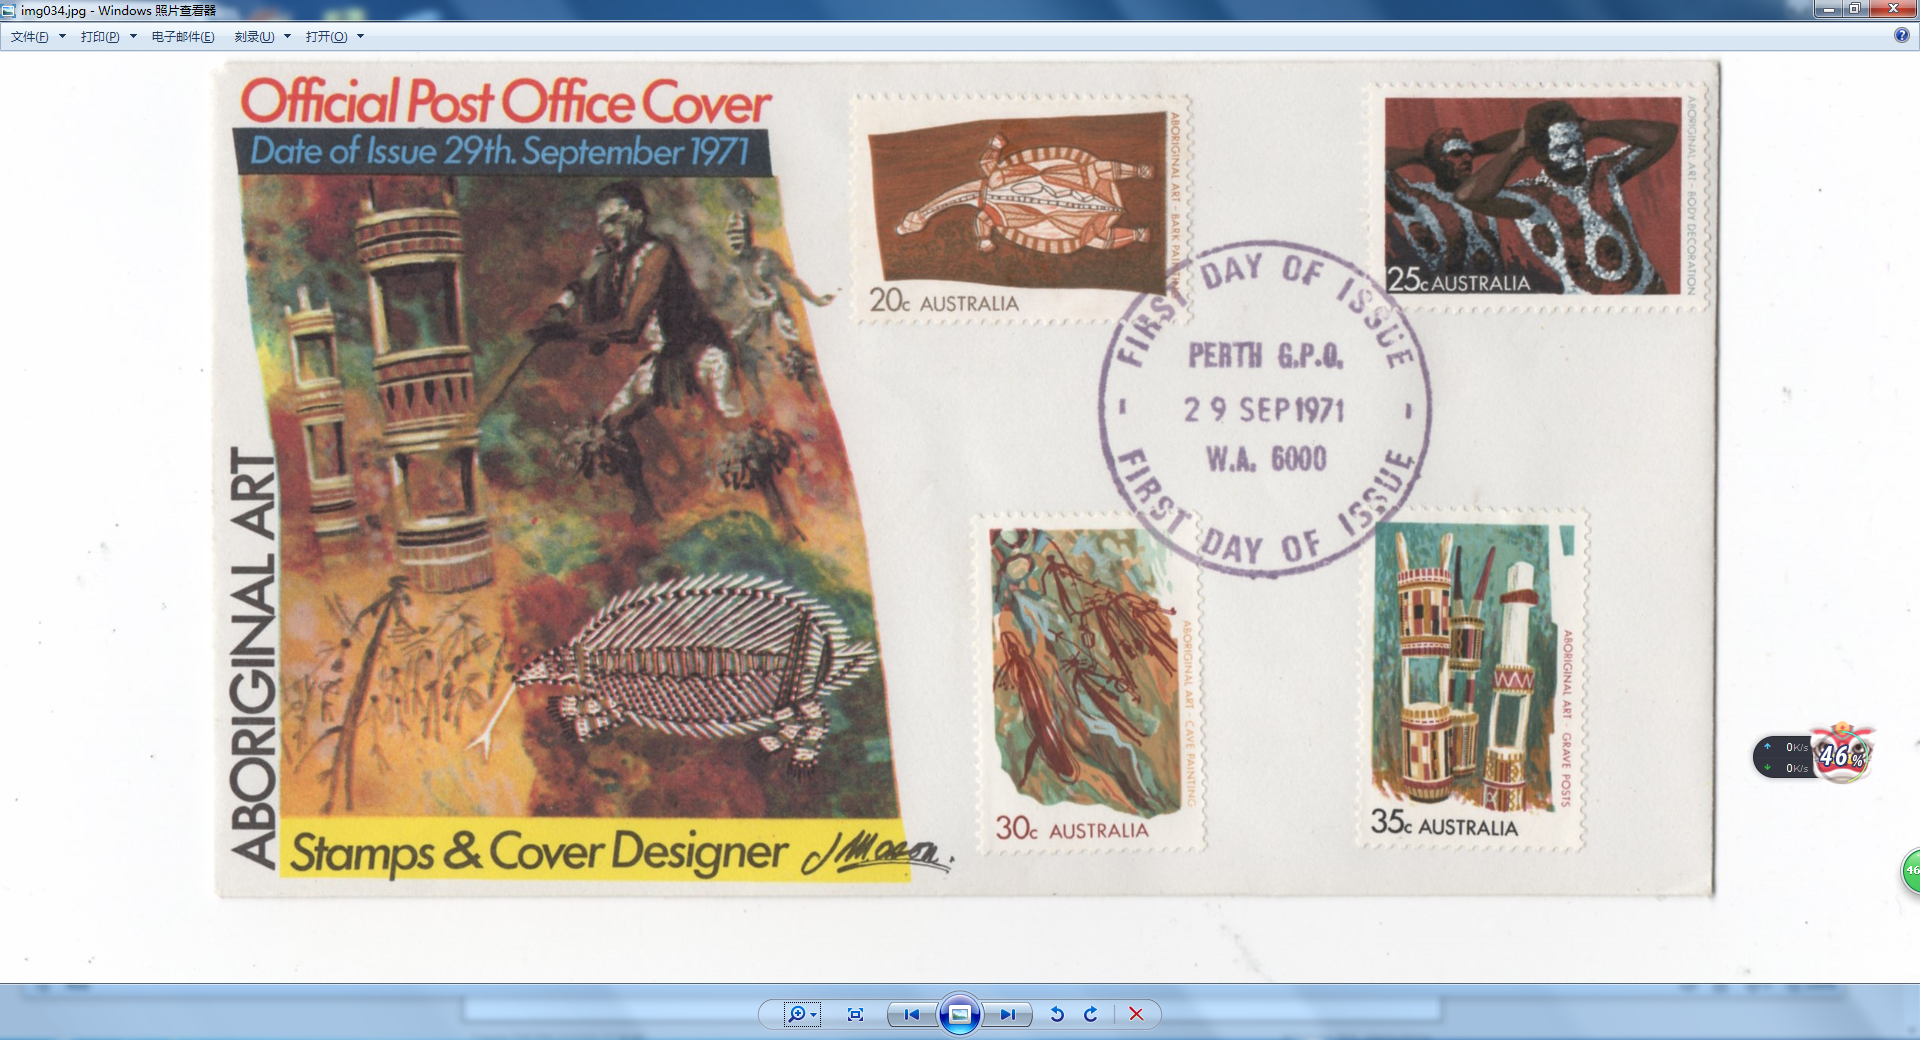 img034.jpg - Windows 照片查看器
文件(F) 打印(P) 电子邮件(E) 刻录(U) 打开(O)
Official Post Office Cover
Date of Issue 29th. September 1971
ABORIGINAL ART
Stamps & Cover Designer
ABORIGINAL ART - BARK PAINTING
20c AUSTRALIA
ABORIGINAL ART - BODY DECORATION
25c AUSTRALIA
FIRST DAY OF ISSUE
PERTH G.P.O.
29 SEP 1971
W.A. 6000
FIRST DAY OF ISSUE
ABORIGINAL ART - CAVE PAINTING
30c AUSTRALIA
ABORIGINAL ART GRAVE POSTS
35c AUSTRALIA
0K/s
0K/s
46%
46